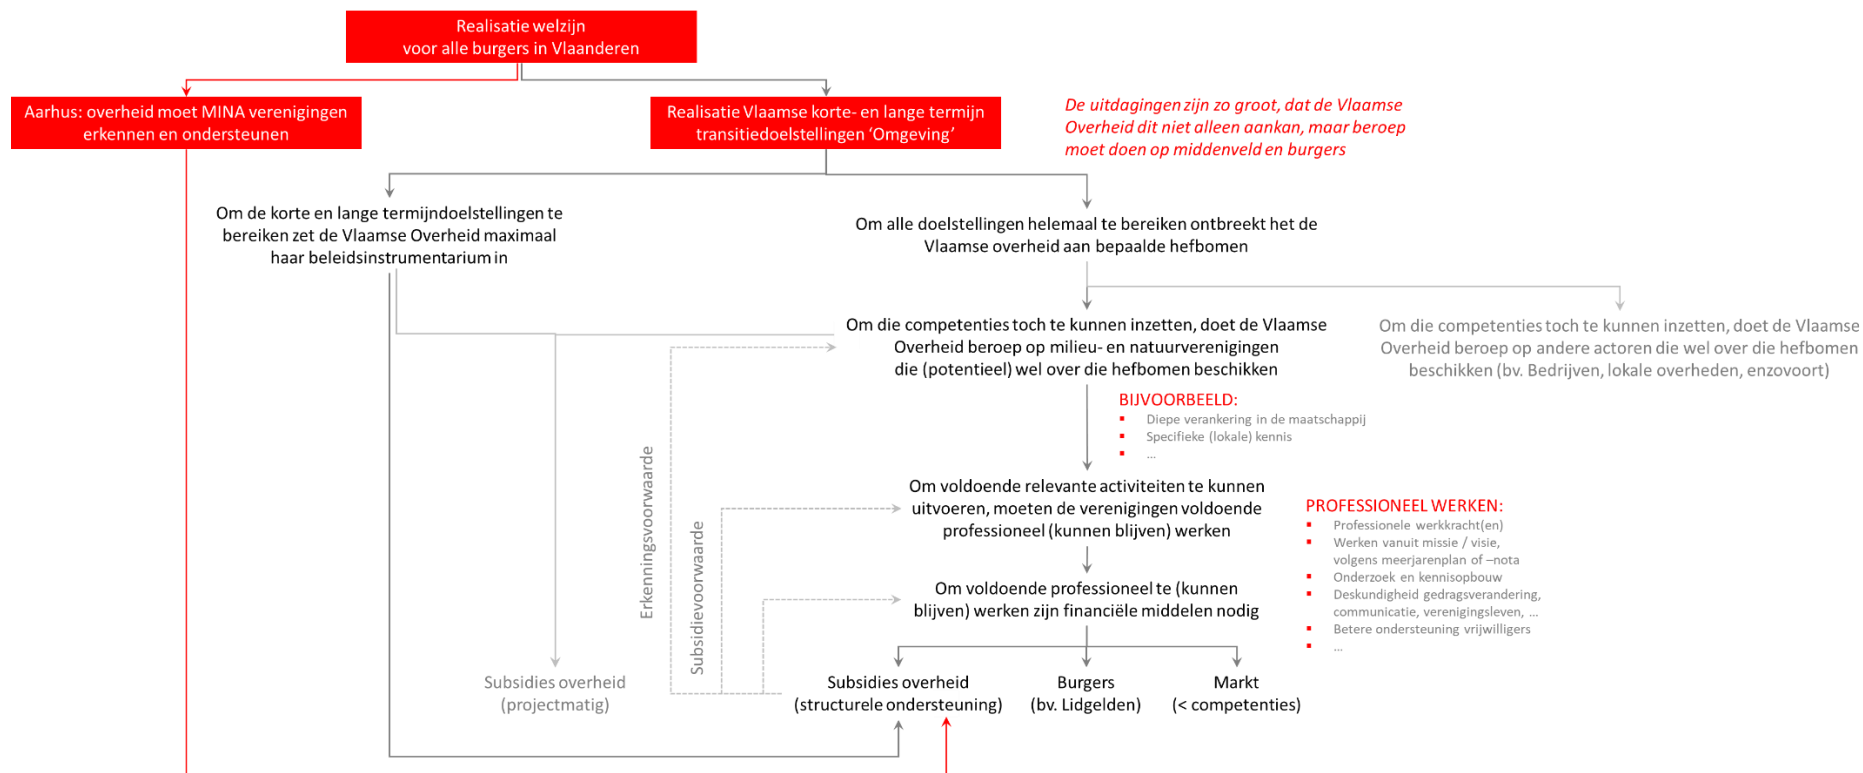 Realisatie welzijn
voor alle burgers in Vlaanderen
Aarhus: overheid moet MINA verenigingen
erkennen en ondersteunen
Realisatie Vlaamse korte- en lange termijn
transitiedoelstellingen ‘Omgeving’
De uitdagingen zijn zo groot, dat de Vlaamse
Overheid dit niet alleen aankan, maar beroep
moet doen op middenveld en burgers
Om de korte en lange termijndoelstellingen te
bereiken zet de Vlaamse Overheid maximaal
haar beleidsinstrumentarium in
Om alle doelstellingen helemaal te bereiken ontbreekt het de
Vlaamse overheid aan bepaalde hefbomen
Om die competenties toch te kunnen inzetten, doet de Vlaamse
Overheid beroep op milieu- en natuurverenigingen
die (potentieel) wel over die hefbomen beschikken
Om die competenties toch te kunnen inzetten, doet de Vlaamse
Overheid beroep op andere actoren die wel over die hefbomen
beschikken (bv. Bedrijven, lokale overheden, enzovoort)
BIJVOORBEELD:
▪ Diepe verankering in de maatschappij
▪ Specifieke (lokale) kennis
▪ ...
Erkenningsvoorwaarde
Subsidievoorwaarde
Om voldoende relevante activiteiten te kunnen
uitvoeren, moeten de verenigingen voldoende
professioneel (kunnen blijven) werken
PROFESSIONEEL WERKEN:
▪ Professionele werkkracht(en)
▪ Werken vanuit missie / visie,
volgens meerjarenplan of –nota
▪ Onderzoek en kennisopbouw
▪ Deskundigheid gedragsverandering,
communicatie, verenigingsleven, ...
▪ Betere ondersteuning vrijwilligers
▪ ...
Om voldoende professioneel te (kunnen
blijven) werken zijn financiële middelen nodig
Subsidies overheid
(projectmatig)
Subsidies overheid
(structurele ondersteuning)
Burgers
(bv. Lidgelden)
Markt
(< competenties)